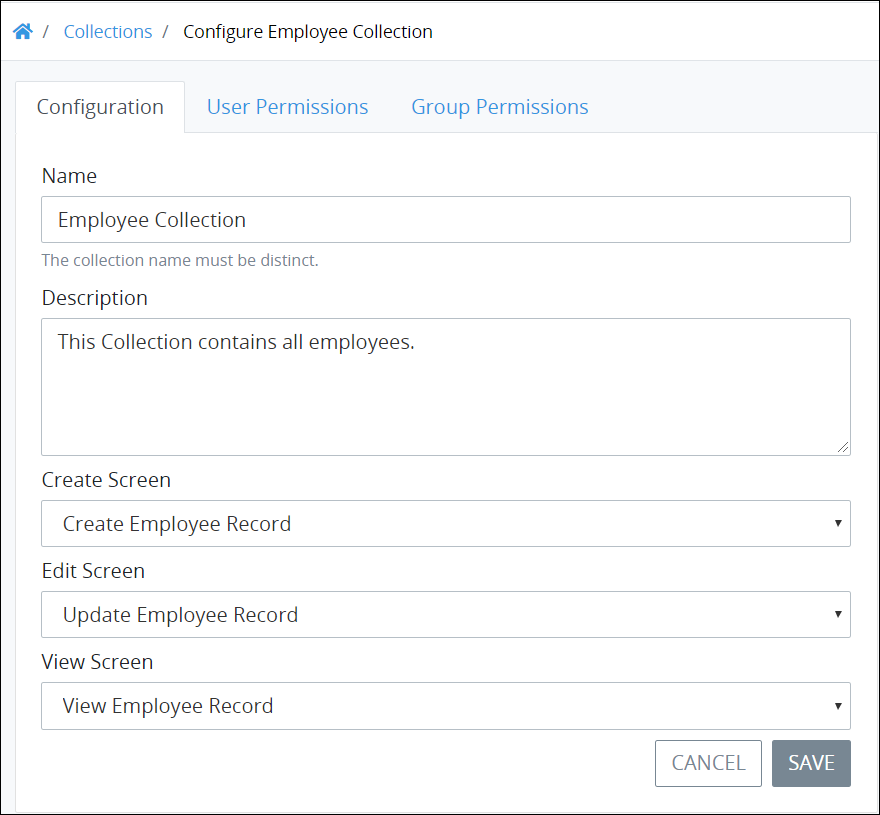 / Collections / Configure Employee Collection
Configuration User Permissions Group Permissions
Name
Employee Collection
The collection name must be distinct.
Description
This Collection contains all employees.
Create Screen
Create Employee Record
Edit Screen
Update Employee Record
View Screen
View Employee Record
CANCEL SAVE